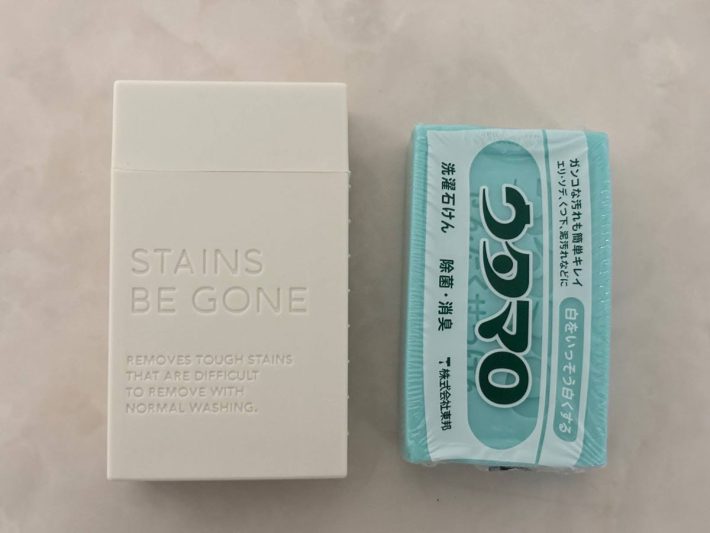 STAINS
BE GONE
REMOVES TOUGH STAINS
THAT ARE DIFFICULT
TO REMOVE WITH
NORMAL WASHING.
ガンコな汚れも簡単キレイ
エリ・ソデ、くつ下、泥汚れなどに
白をいっそう白くする
ウタマロ
洗濯石けん 除菌・消臭 株式会社東邦